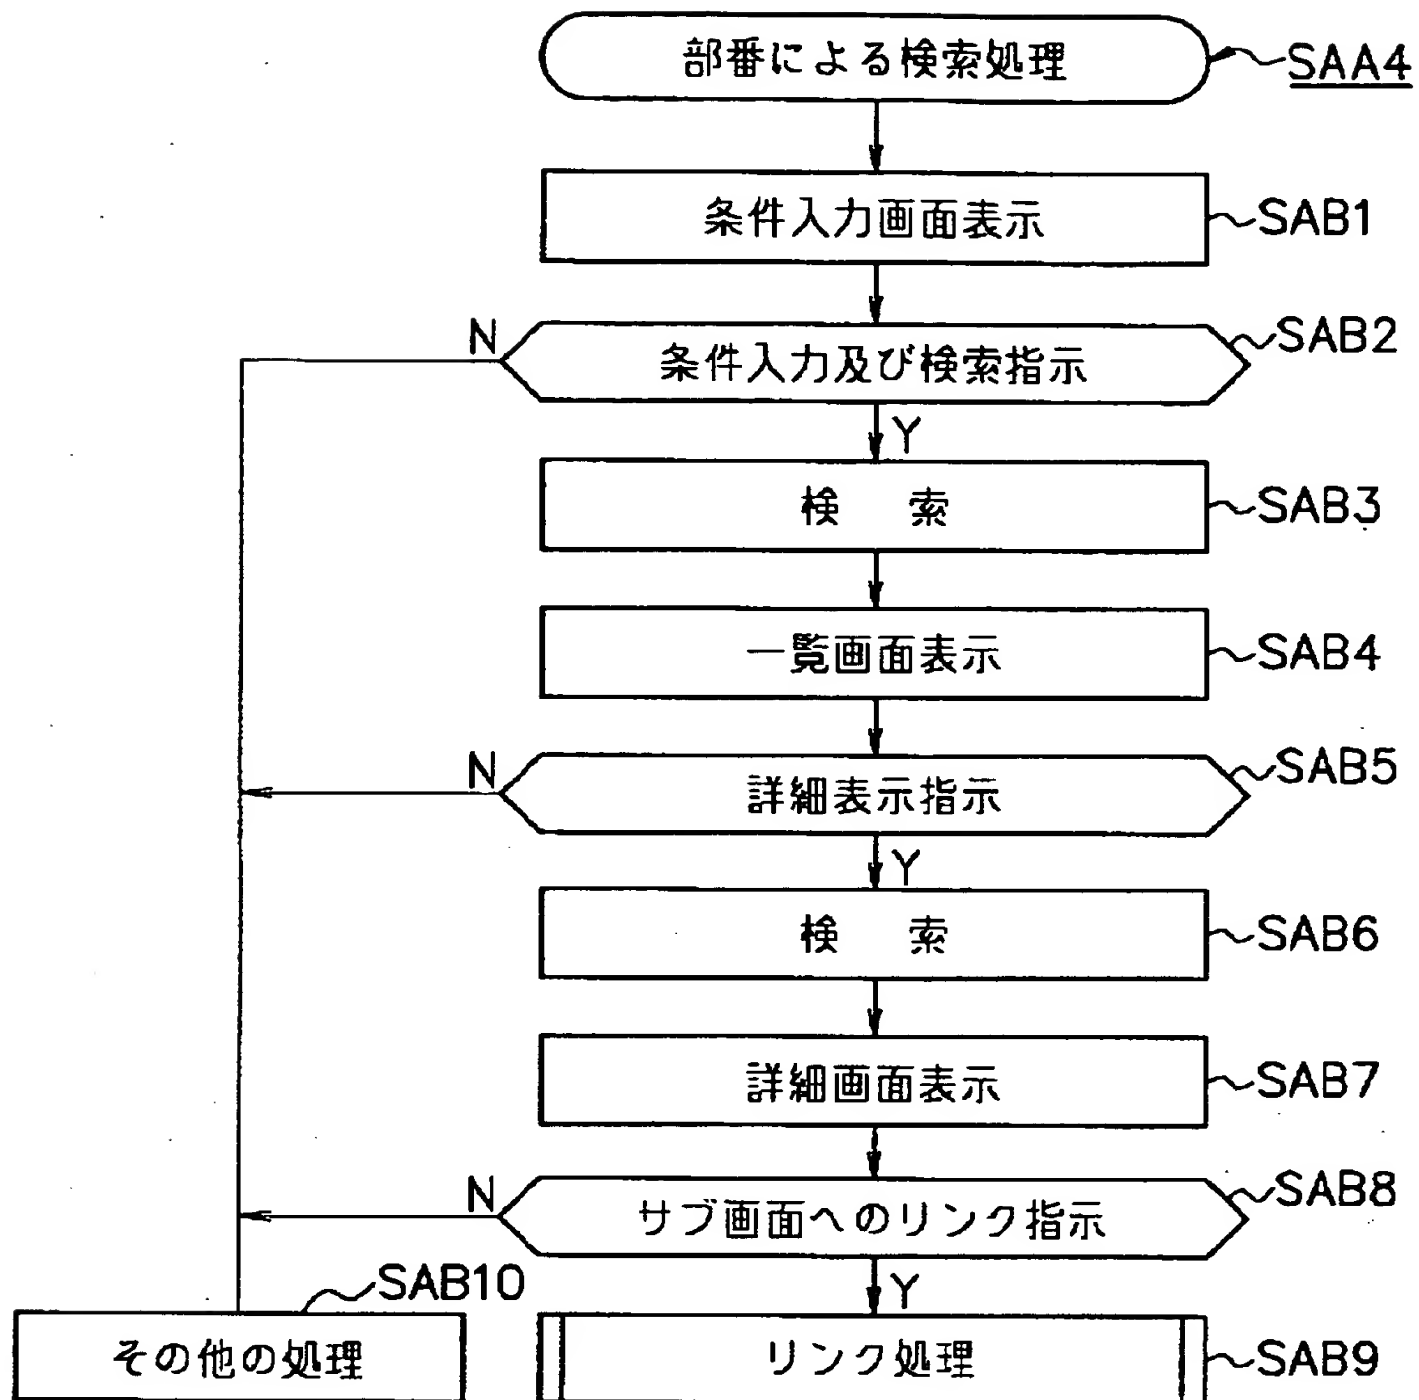 部番による検索処理 SAA4
条件入力画面表示 SAB1
N 条件入力及び検索指示 SAB2
Y
検 索 SAB3
一覧画面表示 SAB4
N 詳細表示指示 SAB5
Y
検 索 SAB6
詳細画面表示 SAB7
N サブ画面へのリンク指示 SAB8
SAB10 Y
その他の処理 リンク処理 SAB9